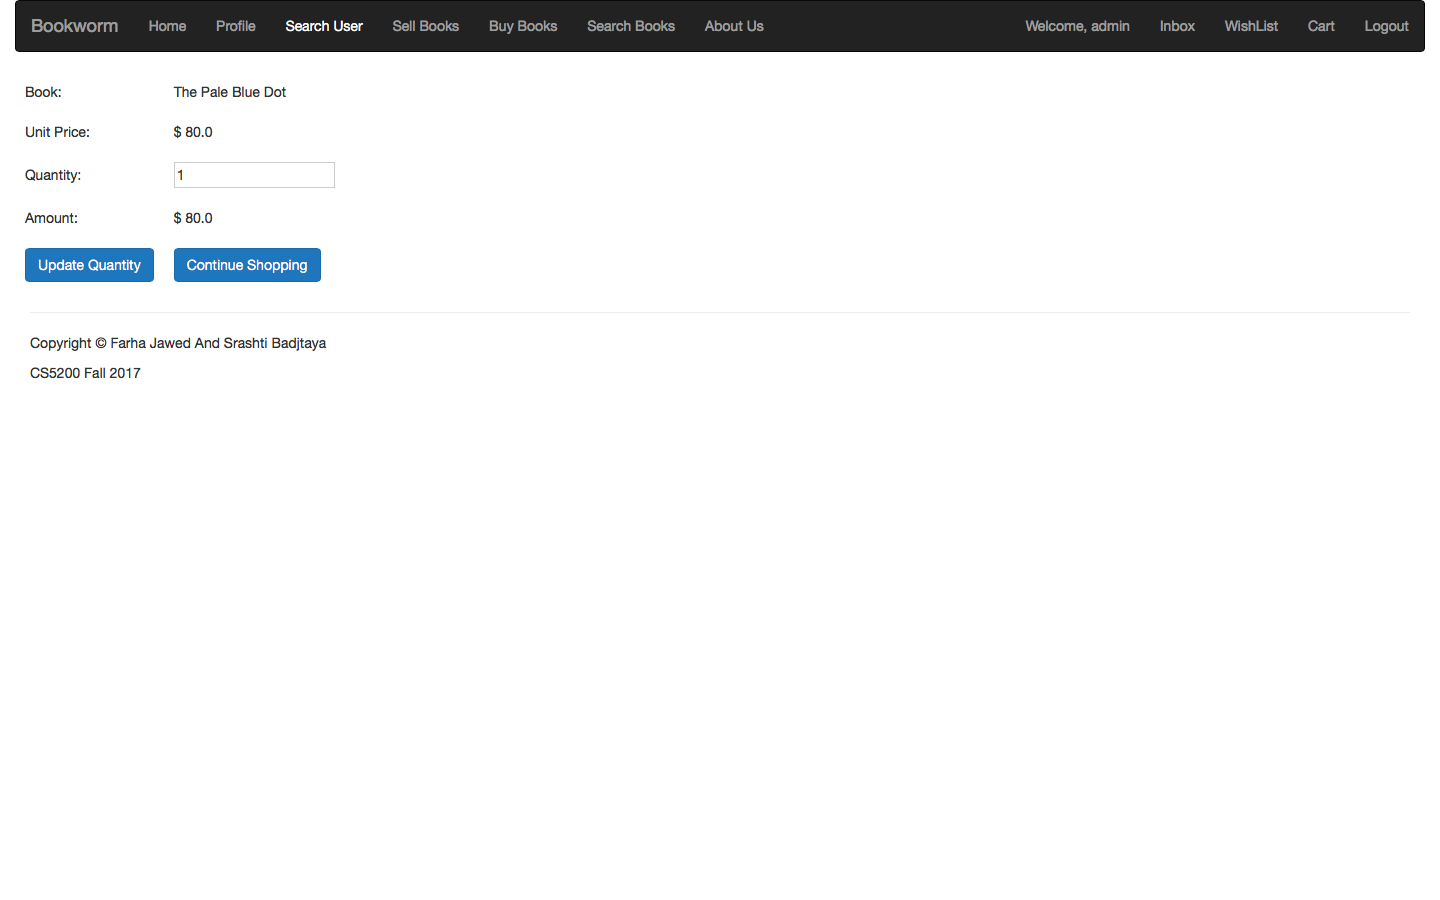 Bookworm Home Profile Search User Sell Books Buy Books Search Books About Us Welcome, admin Inbox WishList Cart Logout
Book: The Pale Blue Dot
Unit Price: $ 80.0
Quantity: 1
Amount: $ 80.0
Update Quantity Continue Shopping
Copyright © Farha Jawed And Srashti Badjtaya
CS5200 Fall 2017